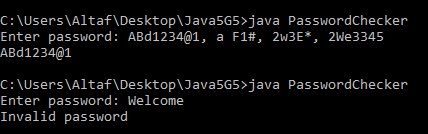 C:\Users\Altaf\Desktop\Java5G5>java PasswordChecker
Enter password: ABd1234@1, a F1#, 2w3E*, 2We3345
ABd1234@1
C:\Users\Altaf\Desktop\Java5G5>java PasswordChecker
Enter password: Welcome
Invalid password